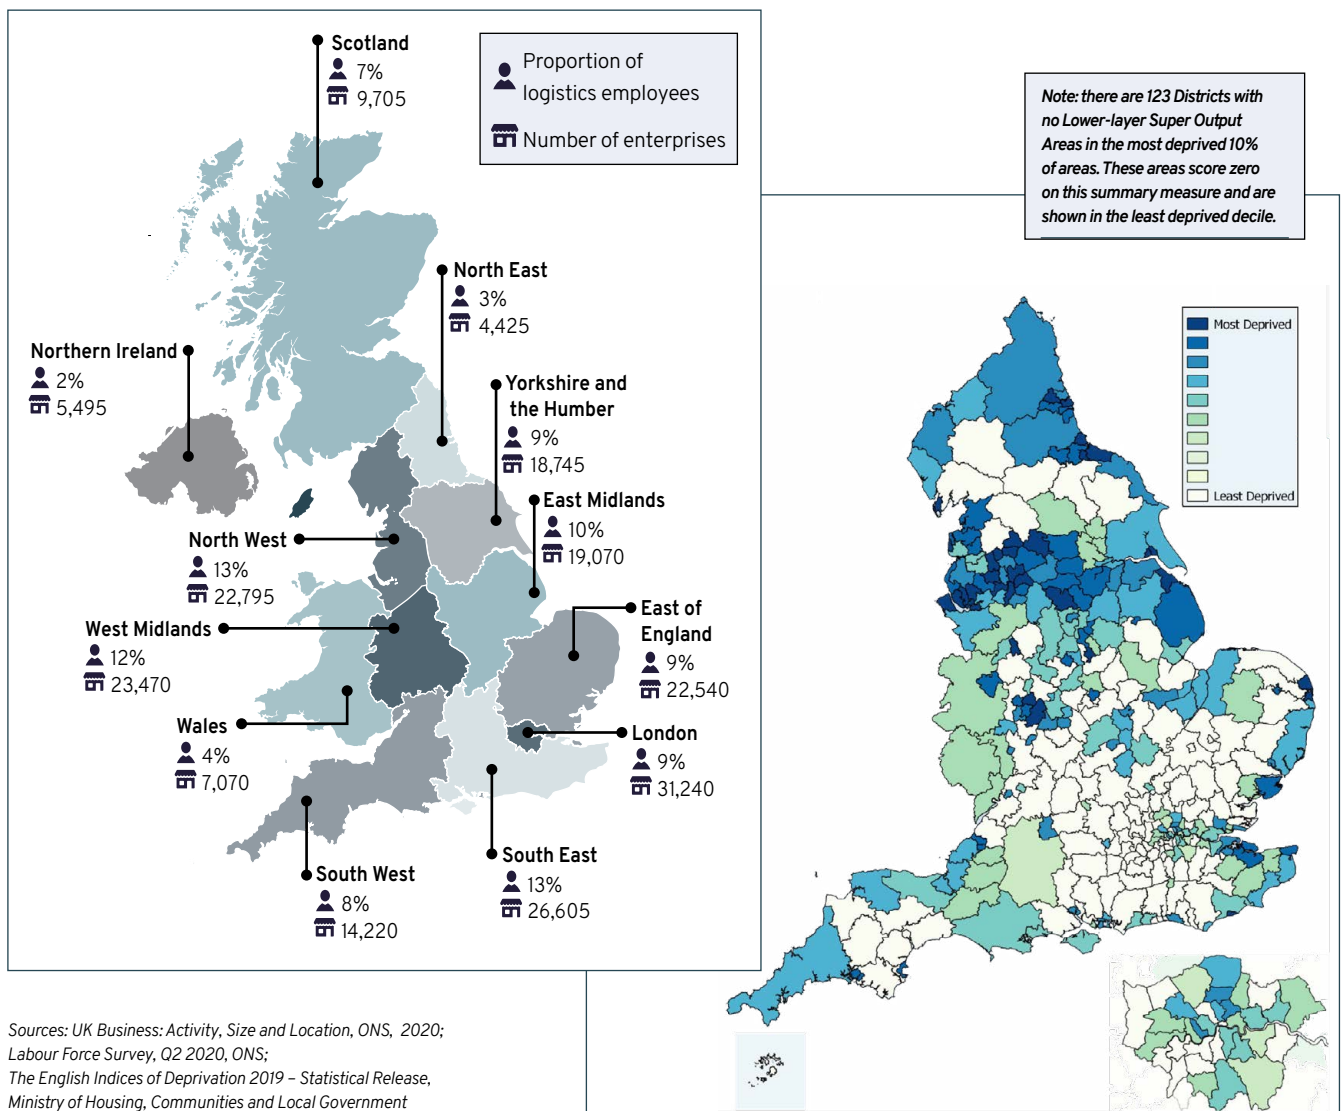 Scotland
7%
9,705
Proportion of
logistics employees
Number of enterprises
Note: there are 123 Districts with
no Lower-layer Super Output
Areas in the most deprived 10%
of areas. These areas score zero
on this summary measure and are
shown in the least deprived decile.
North East
3%
4,425
Northern Ireland
2%
5,495
Yorkshire and
the Humber
9%
18,745
East Midlands
10%
19,070
North West
13%
22,795
East of
England
9%
22,540
West Midlands
12%
23,470
Wales
4%
7,070
London
9%
31,240
South East
13%
26,605
South West
8%
14,220
Most Deprived
Least Deprived
Sources: UK Business: Activity, Size and Location, ONS, 2020;
Labour Force Survey, Q2 2020, ONS;
The English Indices of Deprivation 2019 – Statistical Release,
Ministry of Housing, Communities and Local Government